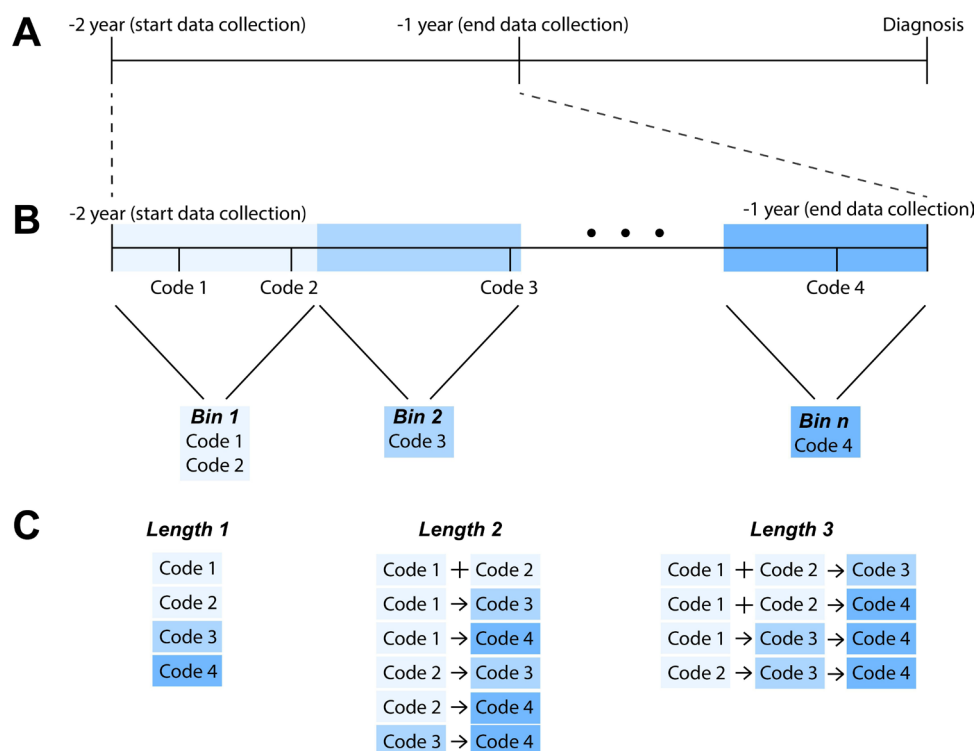 A
-2 year (start data collection) -1 year (end data collection) Diagnosis
B
-2 year (start data collection) -1 year (end data collection)
• • •
Code 1 Code 2 Code 3 Code 4
Bin 1 Bin 2 Bin n
Code 1 Code 3 Code 4
Code 2
C
Length 1 Length 2 Length 3
Code 1 Code 1 + Code 2 Code 1 + Code 2 → Code 3
Code 2 Code 1 → Code 3 Code 1 + Code 2 → Code 4
Code 3 Code 1 → Code 4 Code 1 → Code 3 → Code 4
Code 4 Code 2 → Code 3 Code 2 → Code 3 → Code 4
Code 2 → Code 4
Code 3 → Code 4